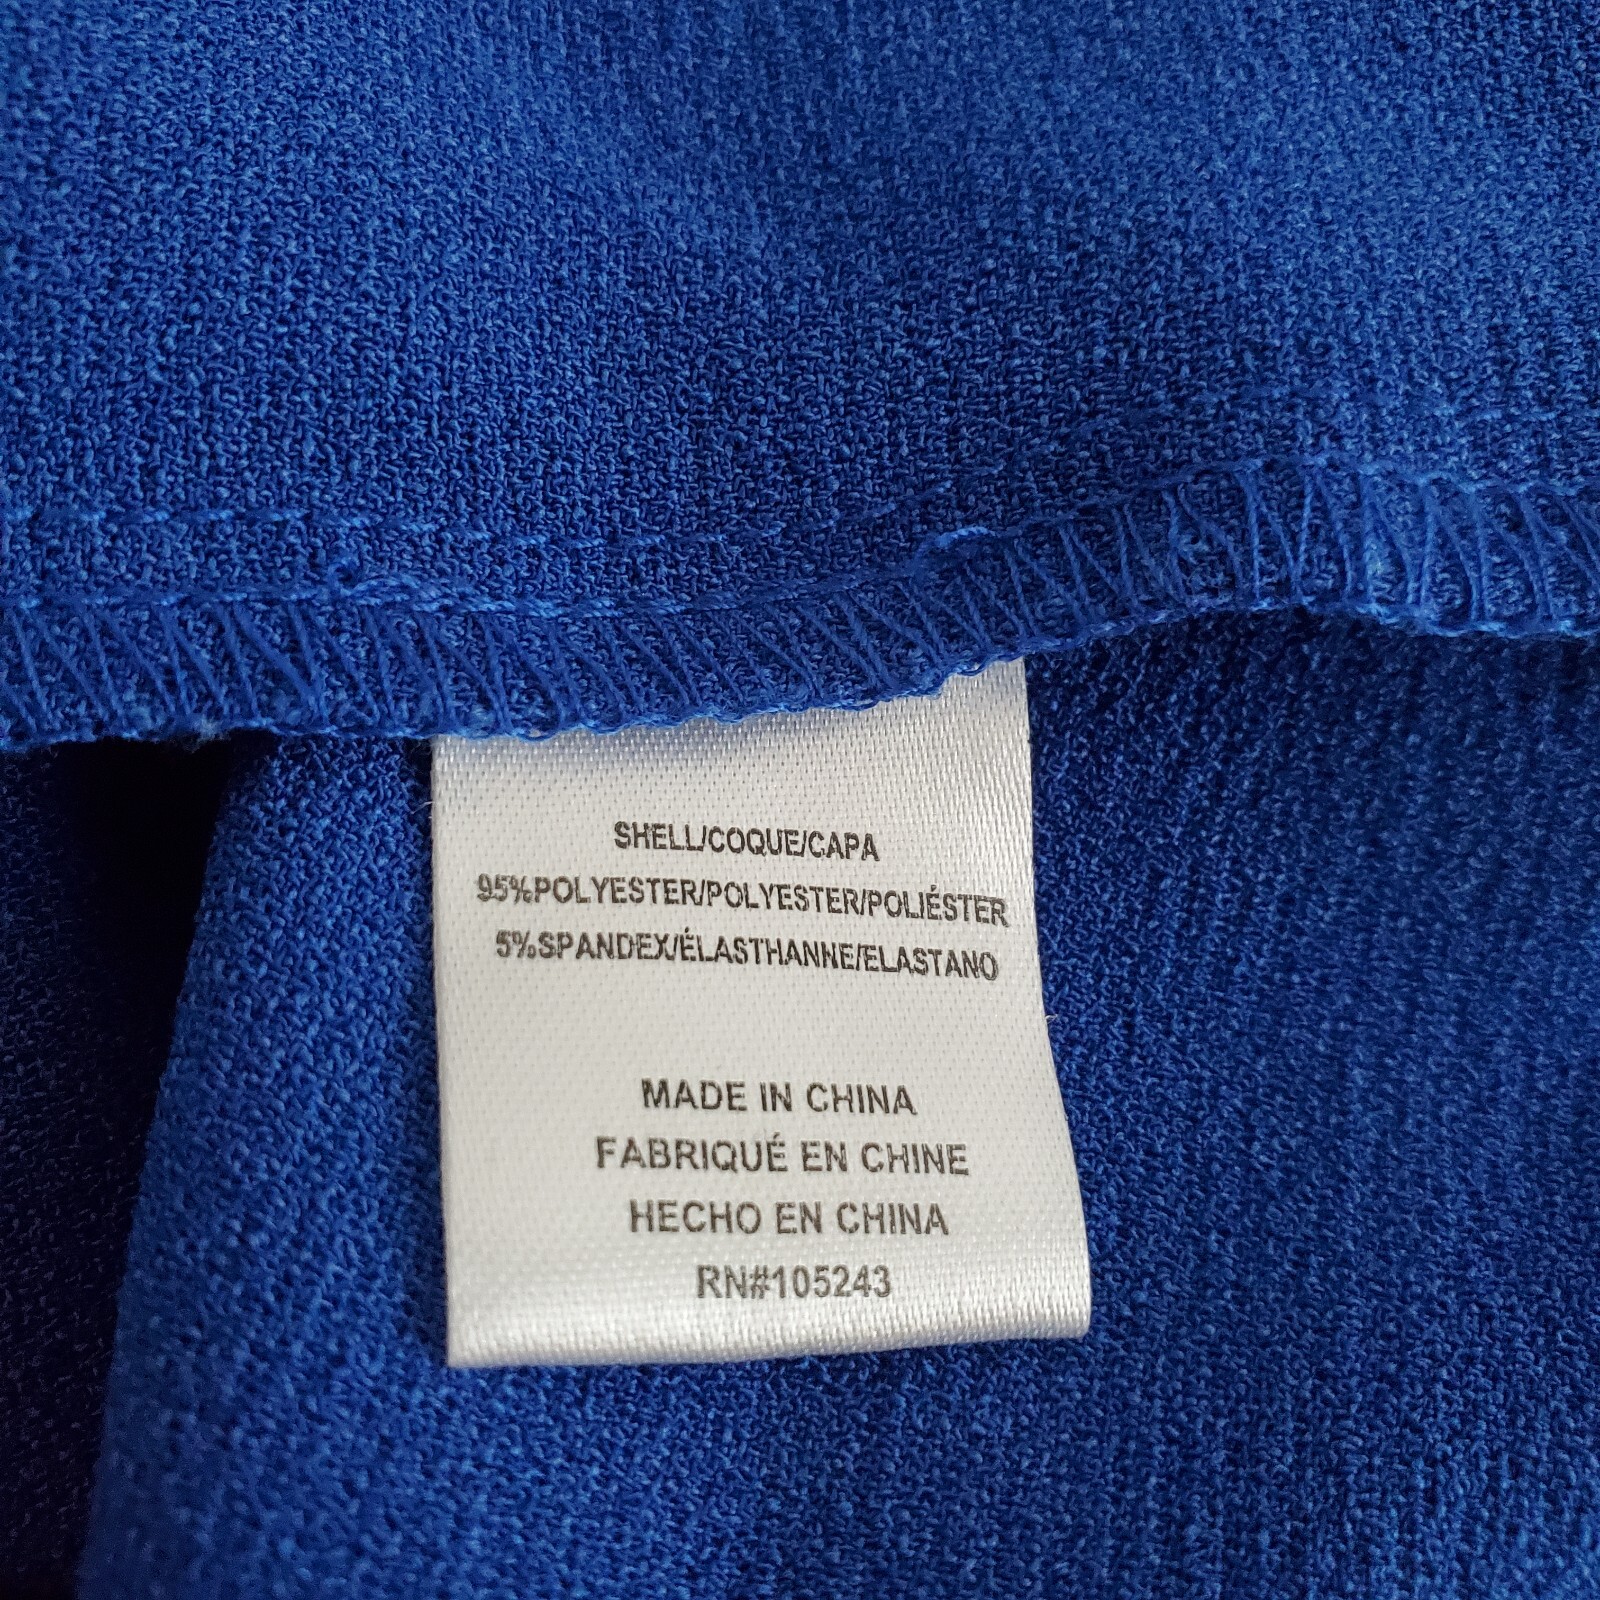 SHELL/COQUE/CAPA
95%POLYESTER/POLYESTER/POLIÉSTER
5%SPANDEX/ÉLASTHANNE/ELASTANO
MADE IN CHINA
FABRIQUÉ EN CHINE
HECHO EN CHINA
RN#105243